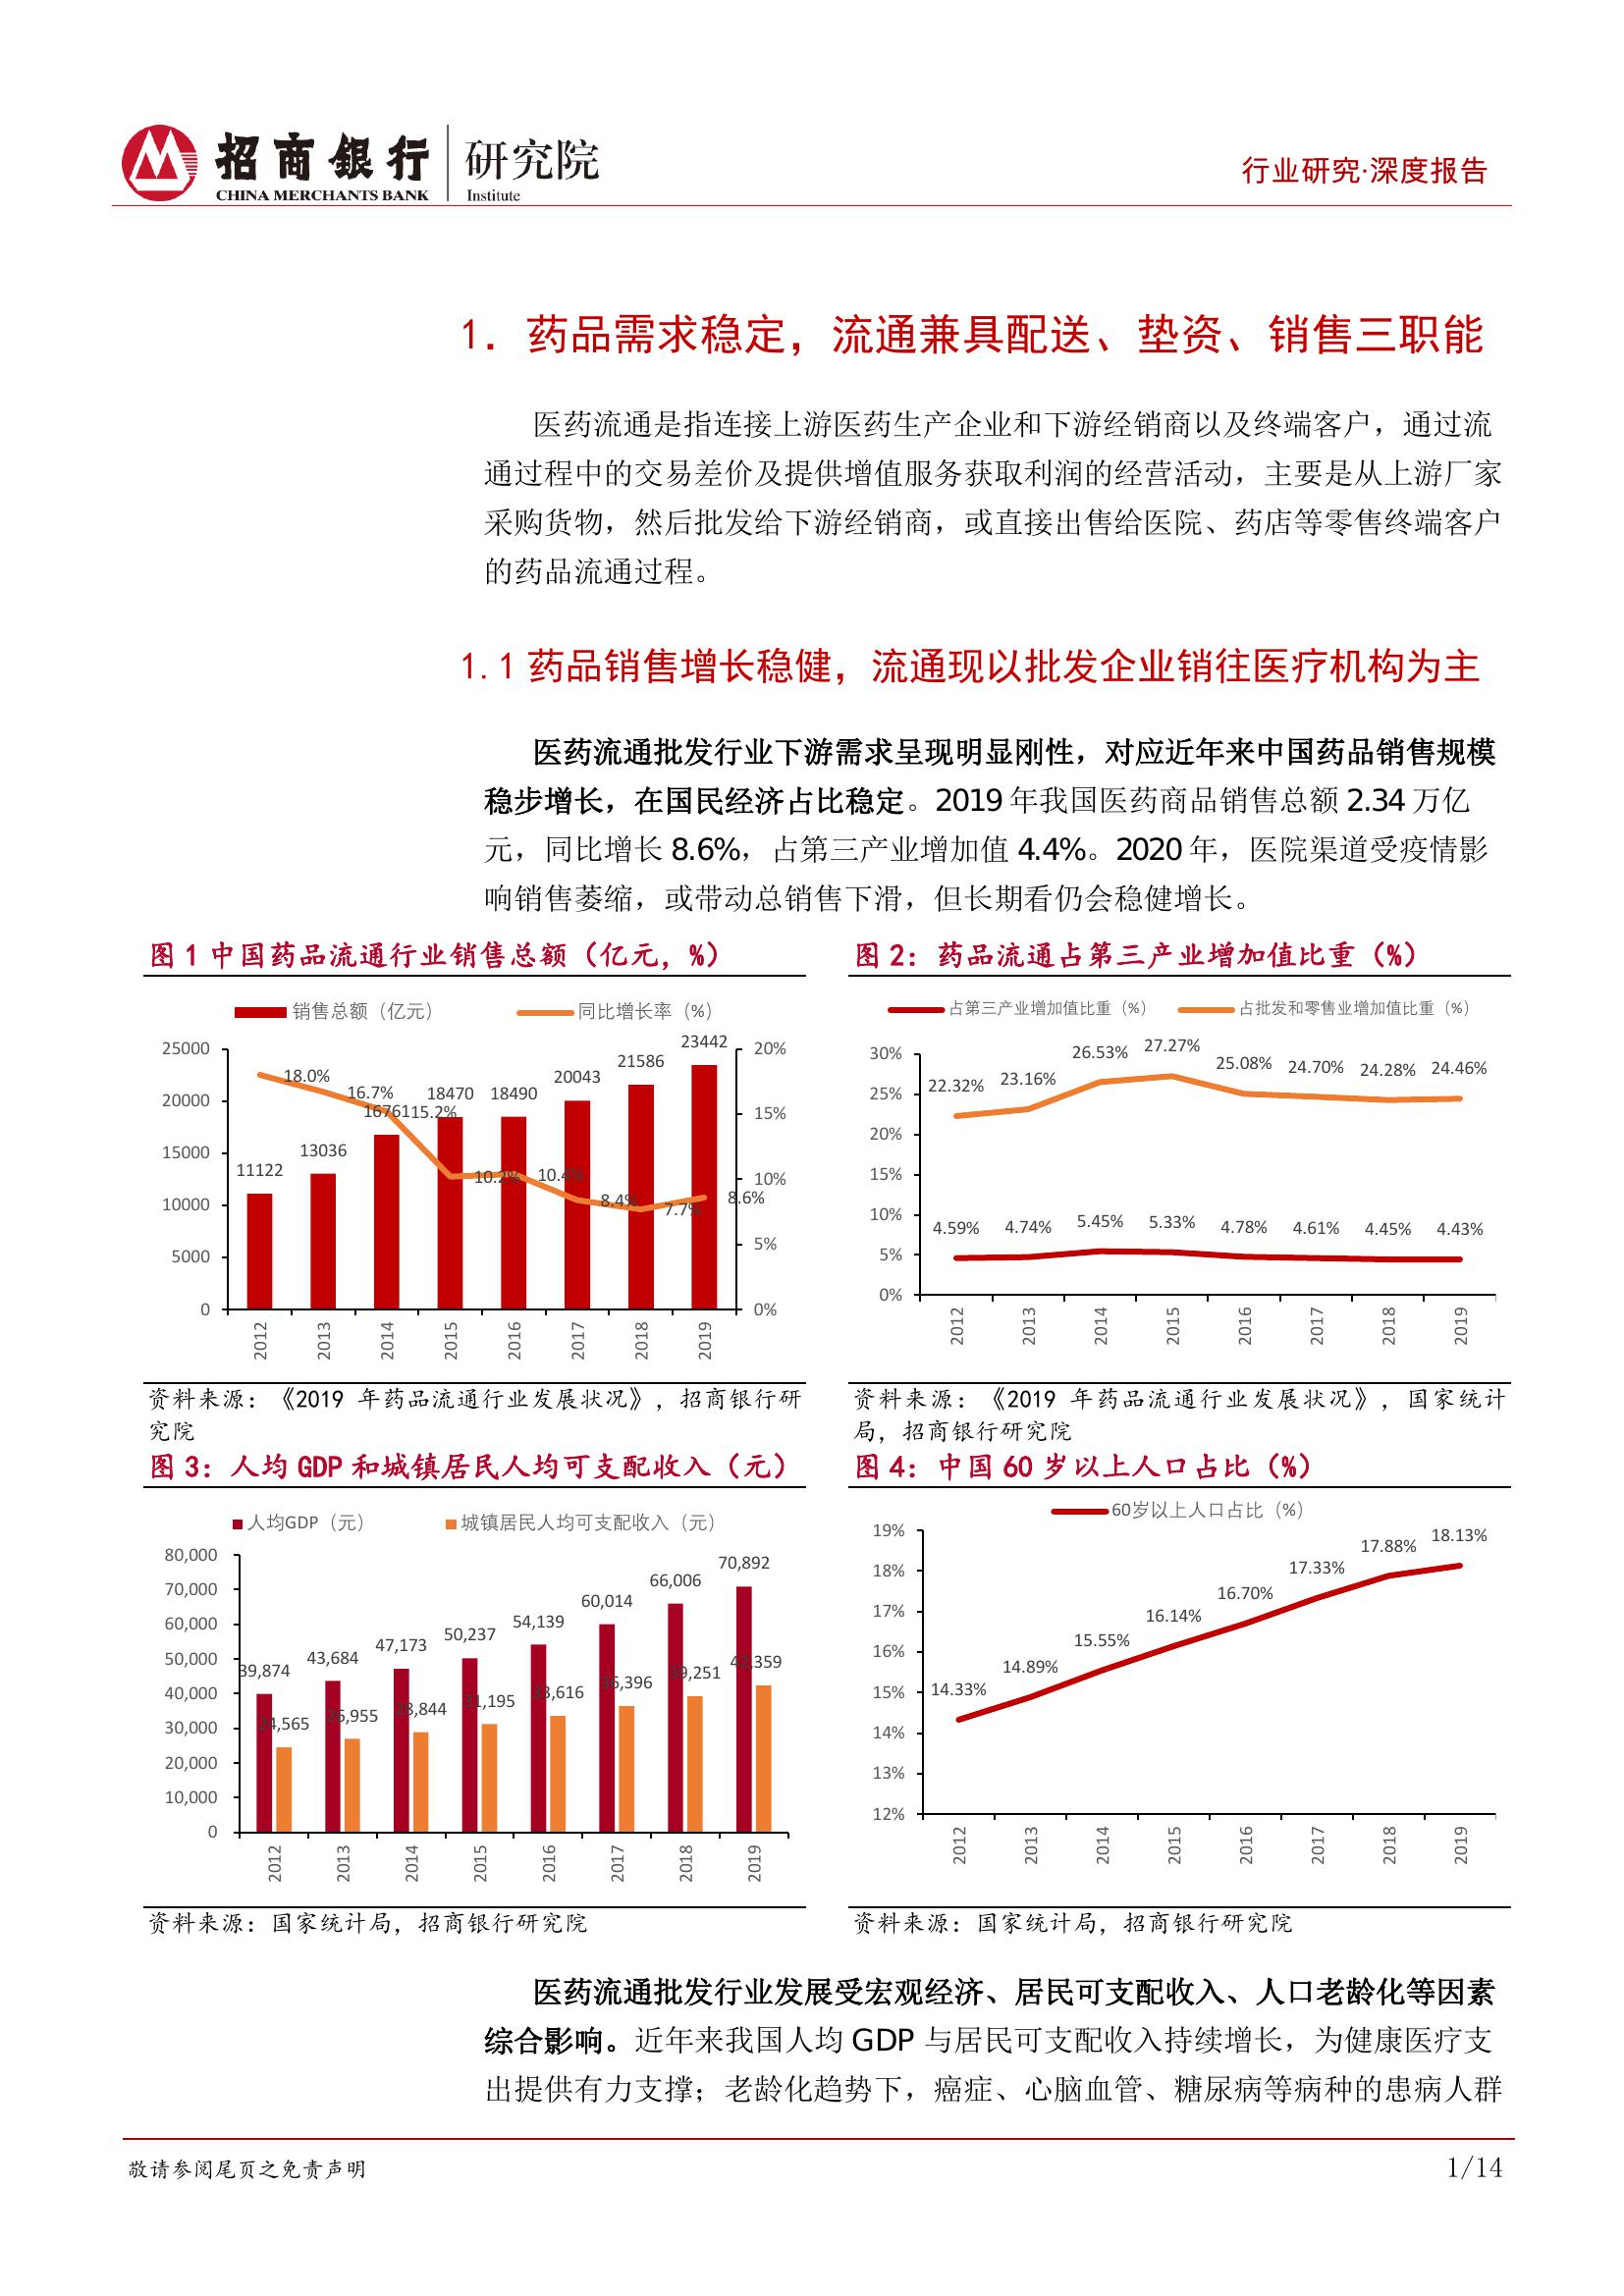 招商银行 研究院
CHINA MERCHANTS BANK Institute
行业研究·深度报告
1. 药品需求稳定，流通兼具配送、垫资、销售三职能
医药流通是指连接上游医药生产企业和下游经销商以及终端客户，通过流
通过程中的交易差价及提供增值服务获取利润的经营活动，主要是从上游厂家
采购货物，然后批发给下游经销商，或直接出售给医院、药店等零售终端客户
的药品流通过程。
1.1 药品销售增长稳健，流通现以批发企业销往医疗机构为主
医药流通批发行业下游需求呈现明显刚性，对应近年来中国药品销售规模
稳步增长，在国民经济占比稳定。2019 年我国医药商品销售总额 2.34 万亿
元，同比增长 8.6%，占第三产业增加值 4.4%。2020 年，医院渠道受疫情影
响销售萎缩，或带动总销售下滑，但长期看仍会稳健增长。
图 1 中国药品流通行业销售总额（亿元，%）
销售总额（亿元） 同比增长率（%）
25000
20000
15000
10000
5000
0
20%
15%
10%
5%
0%
11122 13036 16761 18470 18490 20043 21586 23442
18.0% 16.7% 15.2% 10.2% 10.4% 8.4% 7.7% 8.6%
2012 2013 2014 2015 2016 2017 2018 2019
资料来源：《2019 年药品流通行业发展状况》，招商银行研
究院
图 2：药品流通占第三产业增加值比重（%）
占第三产业增加值比重（%） 占批发和零售业增加值比重（%）
30%
25%
20%
15%
10%
5%
0%
22.32% 23.16% 26.53% 27.27% 25.08% 24.70% 24.28% 24.46%
4.59% 4.74% 5.45% 5.33% 4.78% 4.61% 4.45% 4.43%
2012 2013 2014 2015 2016 2017 2018 2019
资料来源：《2019 年药品流通行业发展状况》，国家统计
局，招商银行研究院
图 3：人均 GDP 和城镇居民人均可支配收入（元）
人均GDP（元） 城镇居民人均可支配收入（元）
80,000
70,000
60,000
50,000
40,000
30,000
20,000
10,000
0
39,874 43,684 47,173 50,237 54,139 60,014 66,006 70,892
24,565 26,955 28,844 31,195 33,616 36,396 39,251 42,359
2012 2013 2014 2015 2016 2017 2018 2019
资料来源：国家统计局，招商银行研究院
图 4：中国 60 岁以上人口占比（%）
60岁以上人口占比（%）
19%
18%
17%
16%
15%
14%
13%
12%
14.33% 14.89% 15.55% 16.14% 16.70% 17.33% 17.88% 18.13%
2012 2013 2014 2015 2016 2017 2018 2019
资料来源：国家统计局，招商银行研究院
医药流通批发行业发展受宏观经济、居民可支配收入、人口老龄化等因素
综合影响。近年来我国人均 GDP 与居民可支配收入持续增长，为健康医疗支
出提供有力支撑；老龄化趋势下，癌症、心脑血管、糖尿病等病种的患病人群
敬请参阅尾页之免责声明
1/14